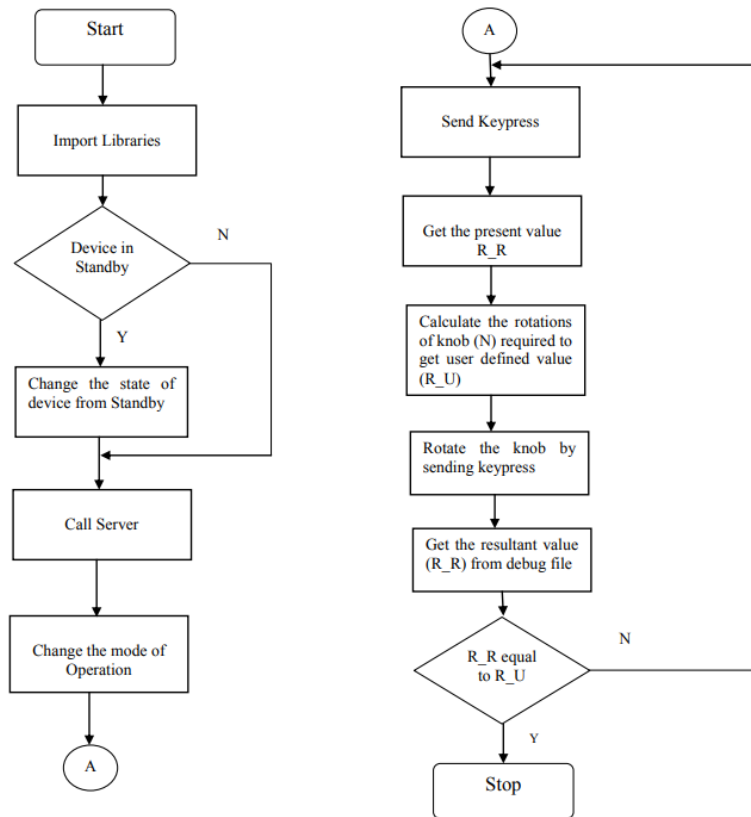 Start
Import Libraries
Device in
Standby
N
Y
Change the state of
device from Standby
Call Server
Change the mode of
Operation
A
A
Send Keypress
Get the present value
R_R
Calculate the rotations
of knob (N) required to
get user defined value
(R_U)
Rotate the knob by
sending keypress
Get the resultant value
(R_R) from debug file
R_R equal
to R_U
N
Y
Stop